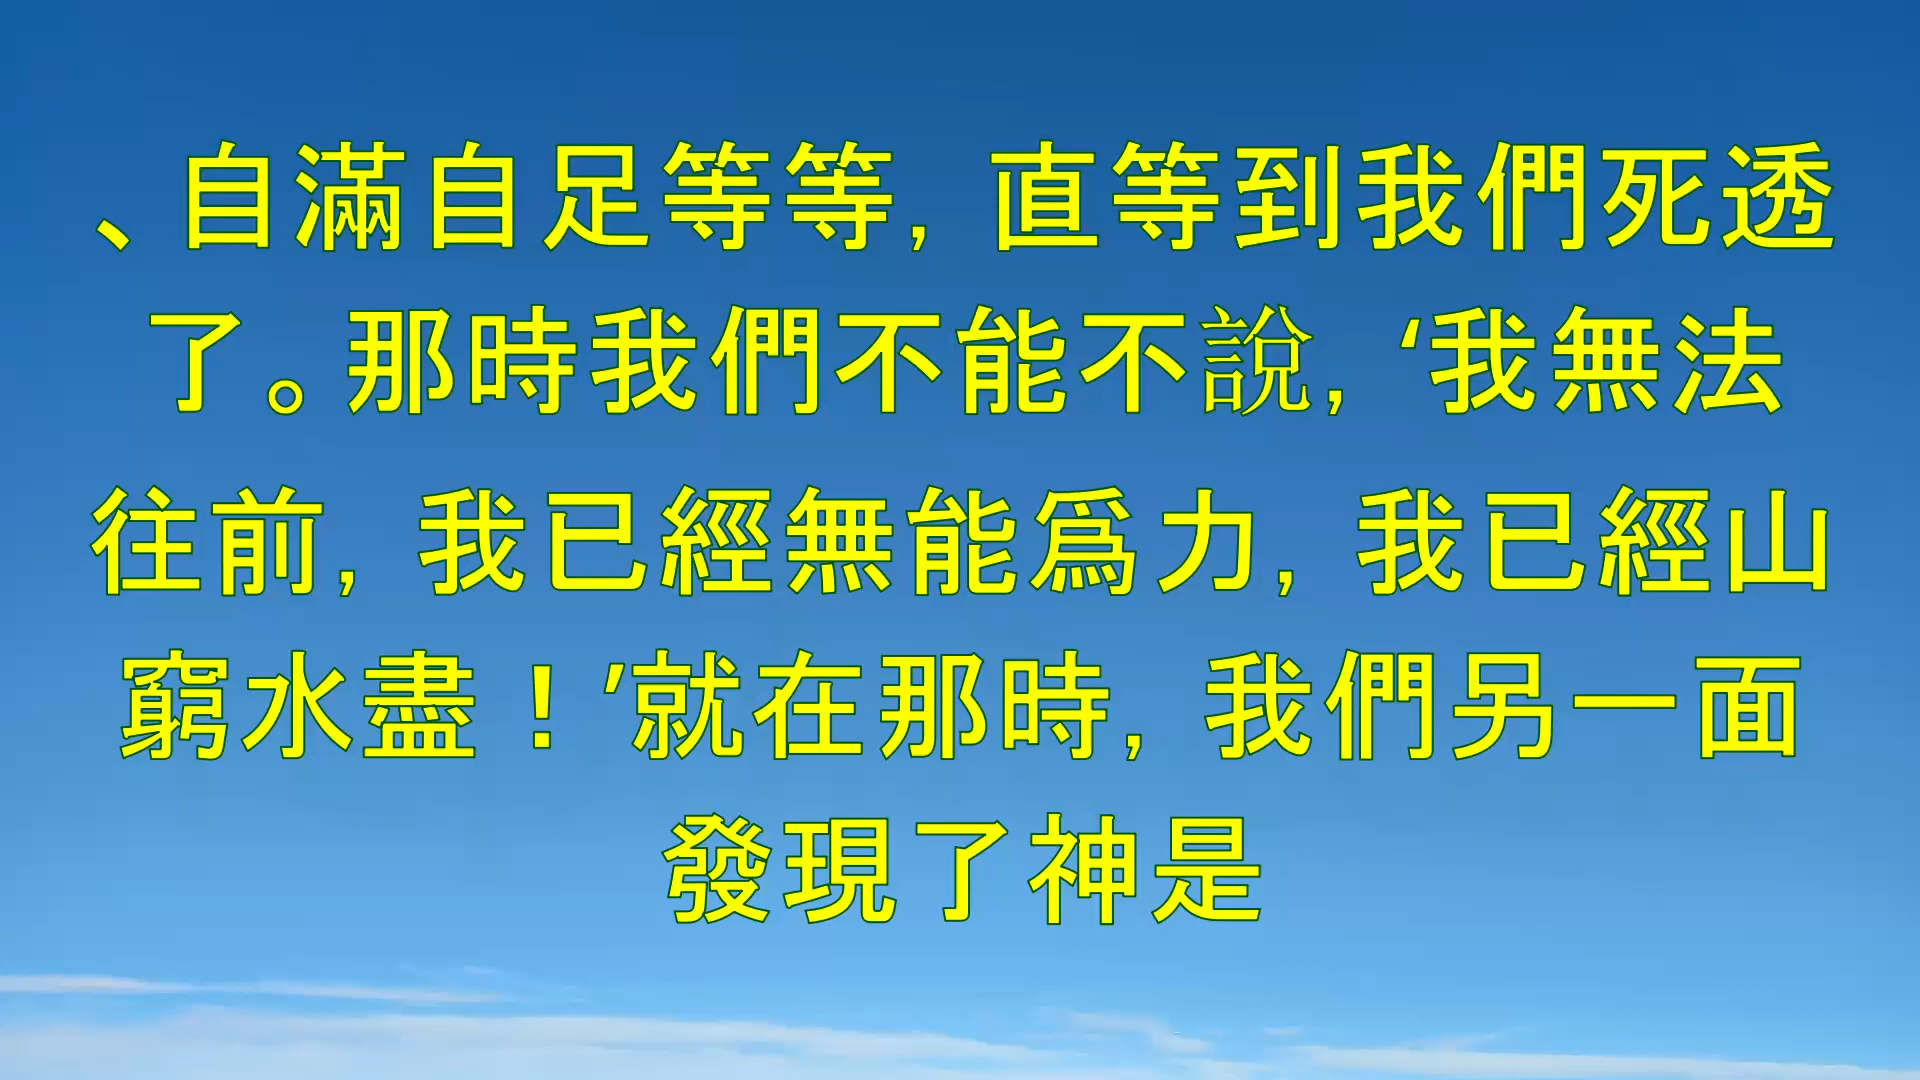 、自滿自足等等，直等到我們死透
了。那時我們不能不說，‘我無法
往前，我已經無能爲力，我已經山
窮水盡！’就在那時，我們另一面
發現了神是